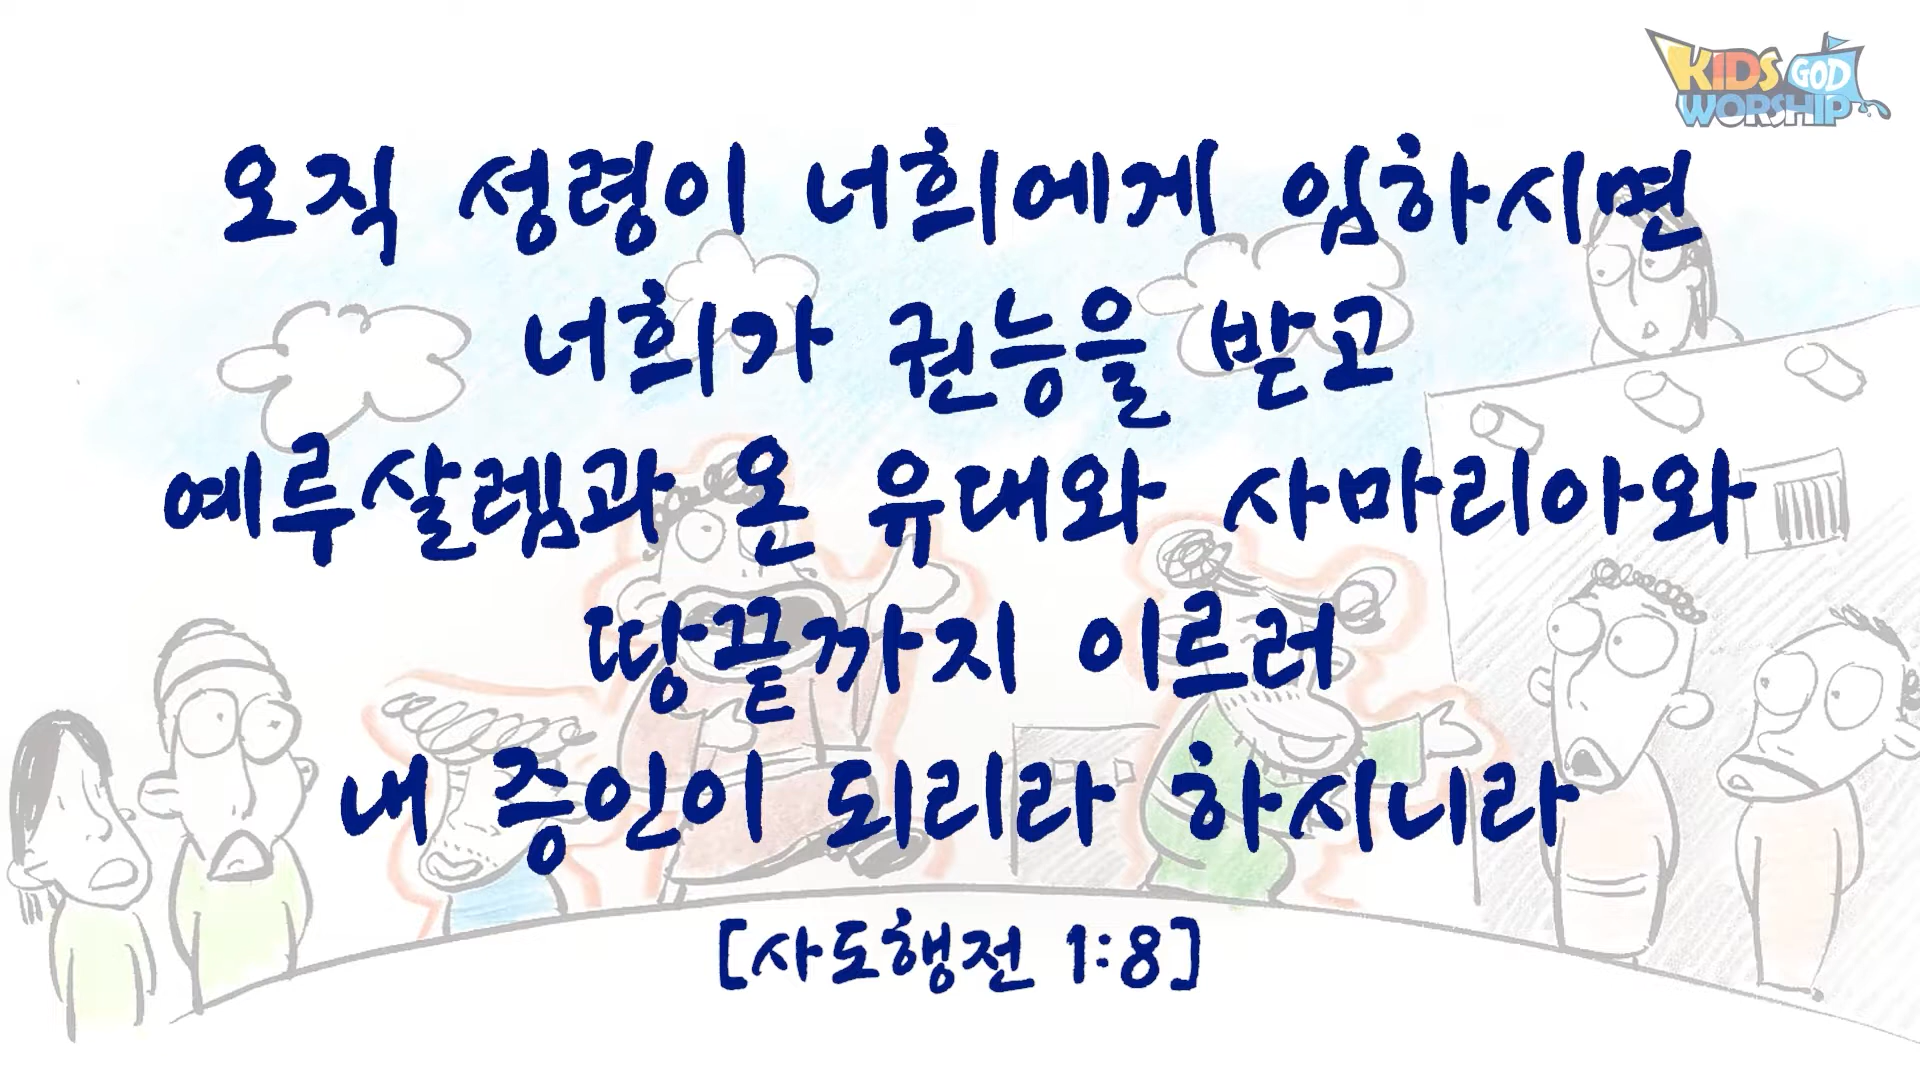 KIDS GOD
WORSHIP
오직 성령이 너희에게 임하시면
너희가 권능을 받고
예루살렘과 온 유대와 사마리아와
땅끝까지 이르러
내 증인이 되리라 하시니라
[사도행전 1:8]